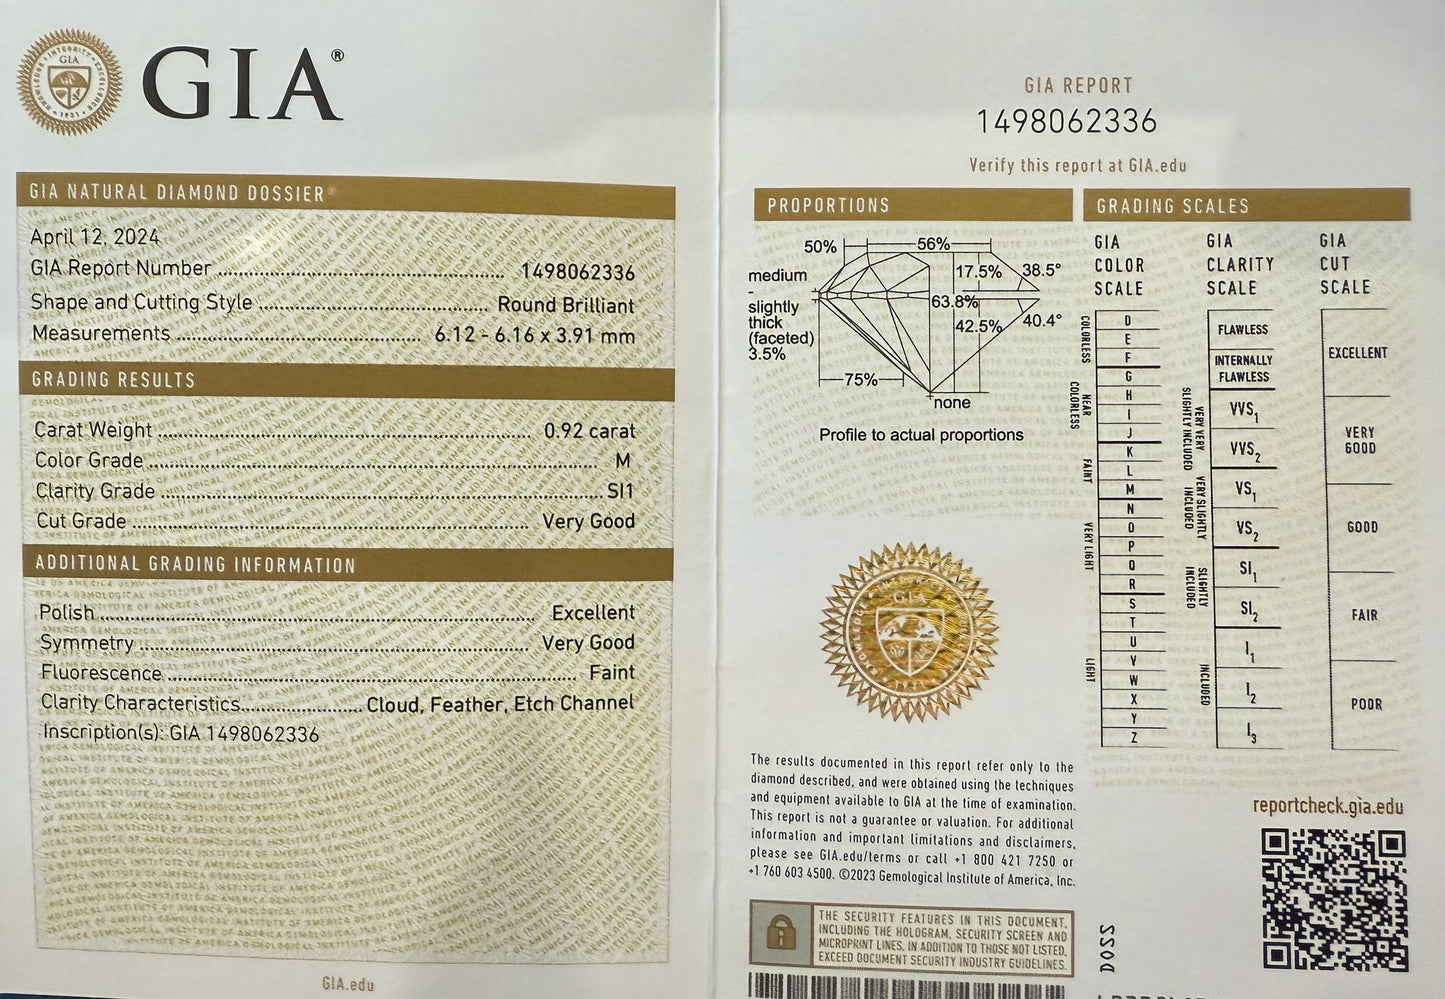 GIA®
GIA NATURAL DIAMOND DOSSIER®
April 12, 2024
GIA Report Number 1498062336
Shape and Cutting Style Round Brilliant
Measurements 6.12 - 6.16 x 3.91 mm
GRADING RESULTS
Carat Weight 0.92 carat
Color Grade M
Clarity Grade SI1
Cut Grade Very Good
ADDITIONAL GRADING INFORMATION
Polish Excellent
Symmetry Very Good
Fluorescence Faint
Clarity Characteristics Cloud, Feather, Etch Channel
Inscription(s): GIA 1498062336
GIA.edu
GIA REPORT
1498062336
Verify this report at GIA.edu
PROPORTIONS
50%
56%
medium
-
slightly
thick
(faceted)
3.5%
17.5%
38.5°
63.8%
42.5%
40.4°
75%
none
Profile to actual proportions
GIA
The results documented in this report refer only to the
diamond described, and were obtained using the techniques
and equipment available to GIA at the time of examination.
This report is not a guarantee or valuation. For additional
information and important limitations and disclaimers,
please see GIA.edu/terms or call +1 800 421 7250 or
+1 760 603 4500. ©2023 Gemological Institute of America, Inc.
THE SECURITY FEATURES IN THIS DOCUMENT,
INCLUDING THE HOLOGRAM, SECURITY SCREEN AND
MICROPRINT LINES, IN ADDITION TO THOSE NOT LISTED,
EXCEED DOCUMENT SECURITY INDUSTRY GUIDELINES.
GRADING SCALES
GIA
COLOR
SCALE
COLORLESS
D
E
F
NEAR
COLORLESS
G
H
I
J
FAINT
K
L
M
VERY LIGHT
N
O
P
Q
R
LIGHT
S
T
U
V
W
X
Y
Z
GIA
CLARITY
SCALE
FLAWLESS
INTERNALLY
FLAWLESS
VERY VERY
SLIGHTLY INCLUDED
VVS1
VVS2
VERY SLIGHTLY
INCLUDED
VS1
VS2
SLIGHTLY
INCLUDED
SI1
SI2
INCLUDED
I1
I2
I3
GIA
CUT
SCALE
EXCELLENT
VERY
GOOD
GOOD
FAIR
POOR
reportcheck.gia.edu